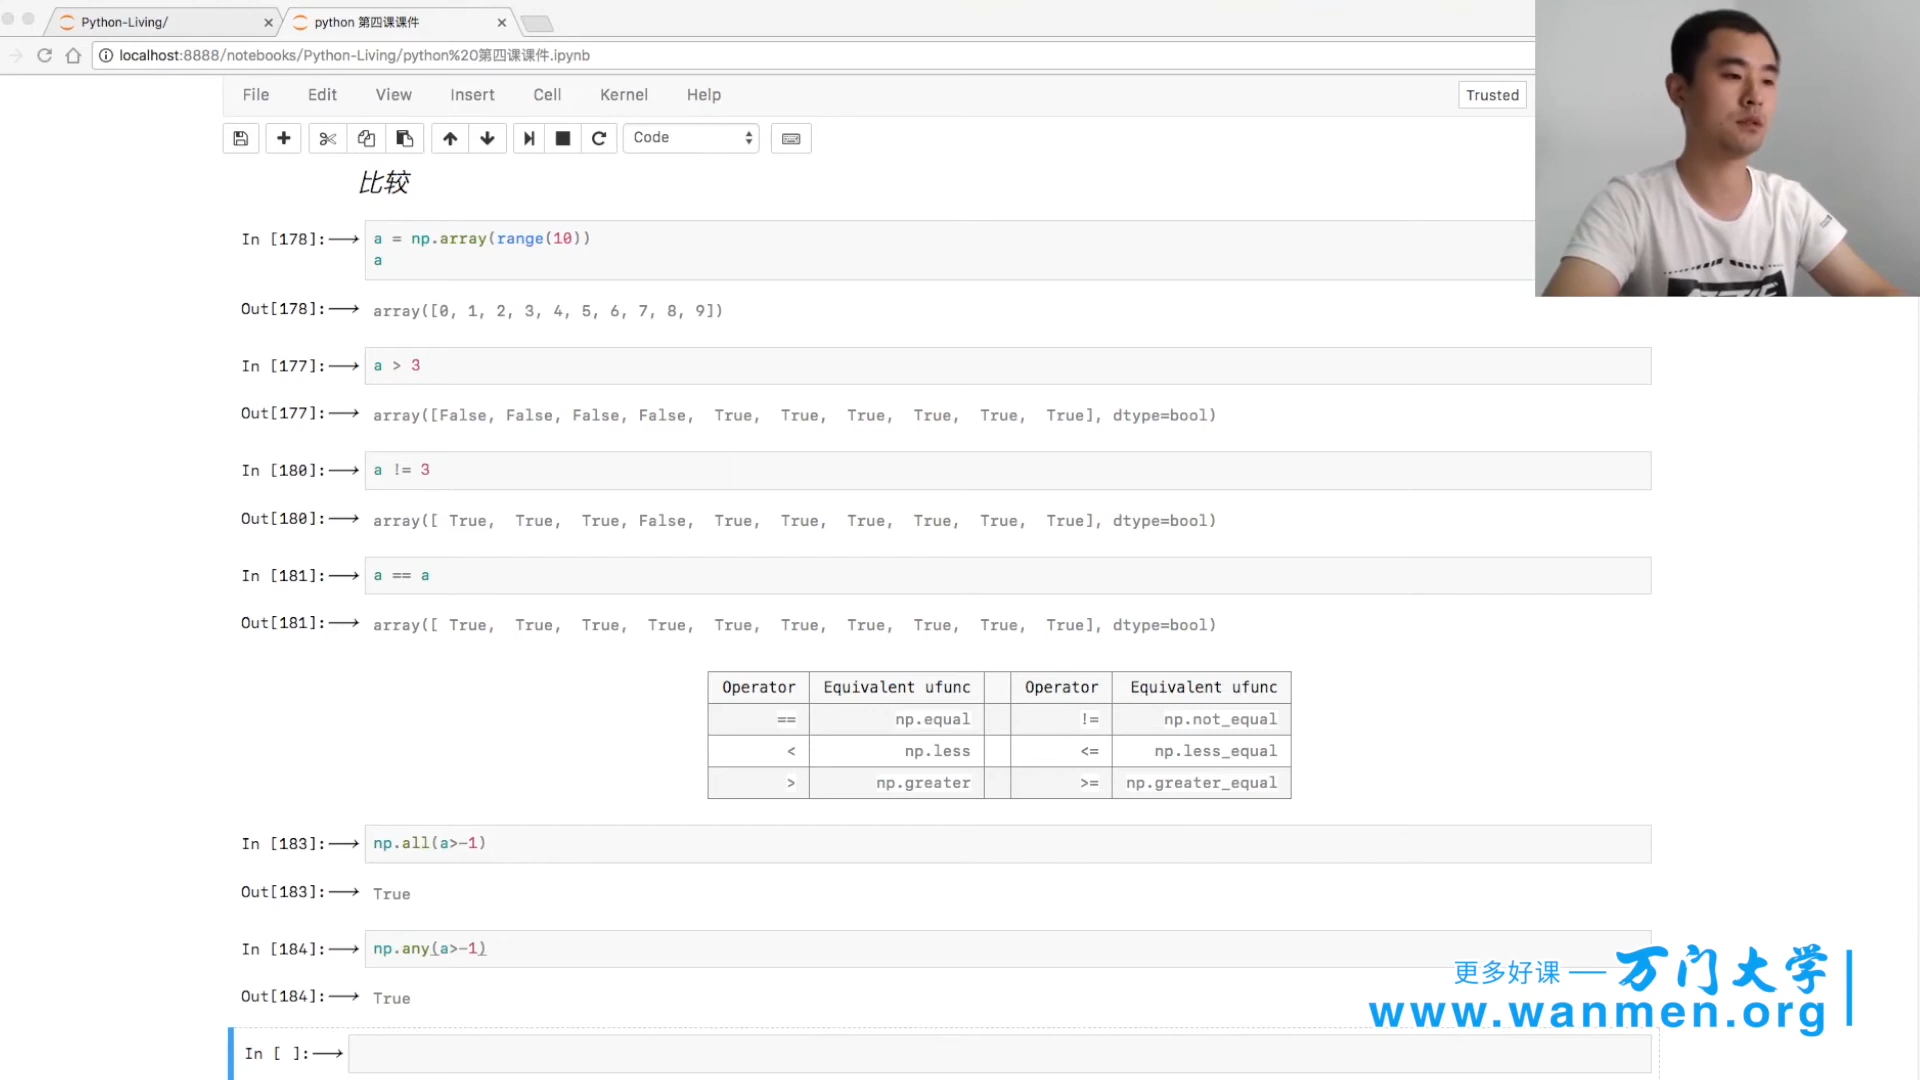 Python-Living/
python 第四课课件
localhost:8888/notebooks/Python-Living/python%20第四课课件.ipynb
File Edit View Insert Cell Kernel Help Trusted
Code
比较
In [178]: a = np.array(range(10))
a
Out[178]: array([0, 1, 2, 3, 4, 5, 6, 7, 8, 9])
In [177]: a > 3
Out[177]: array([False, False, False, False, True, True, True, True, True, True], dtype=bool)
In [180]: a != 3
Out[180]: array([ True, True, True, False, True, True, True, True, True, True], dtype=bool)
In [181]: a == a
Out[181]: array([ True, True, True, True, True, True, True, True, True, True], dtype=bool)
Operator Equivalent ufunc Operator Equivalent ufunc
== np.equal != np.not_equal
< np.less <= np.less_equal
> np.greater >= np.greater_equal
In [183]: np.all(a>-1)
Out[183]: True
In [184]: np.any(a>-1)
Out[184]: True
In [ ]:
更多好课 — 万门大学
www.wanmen.org